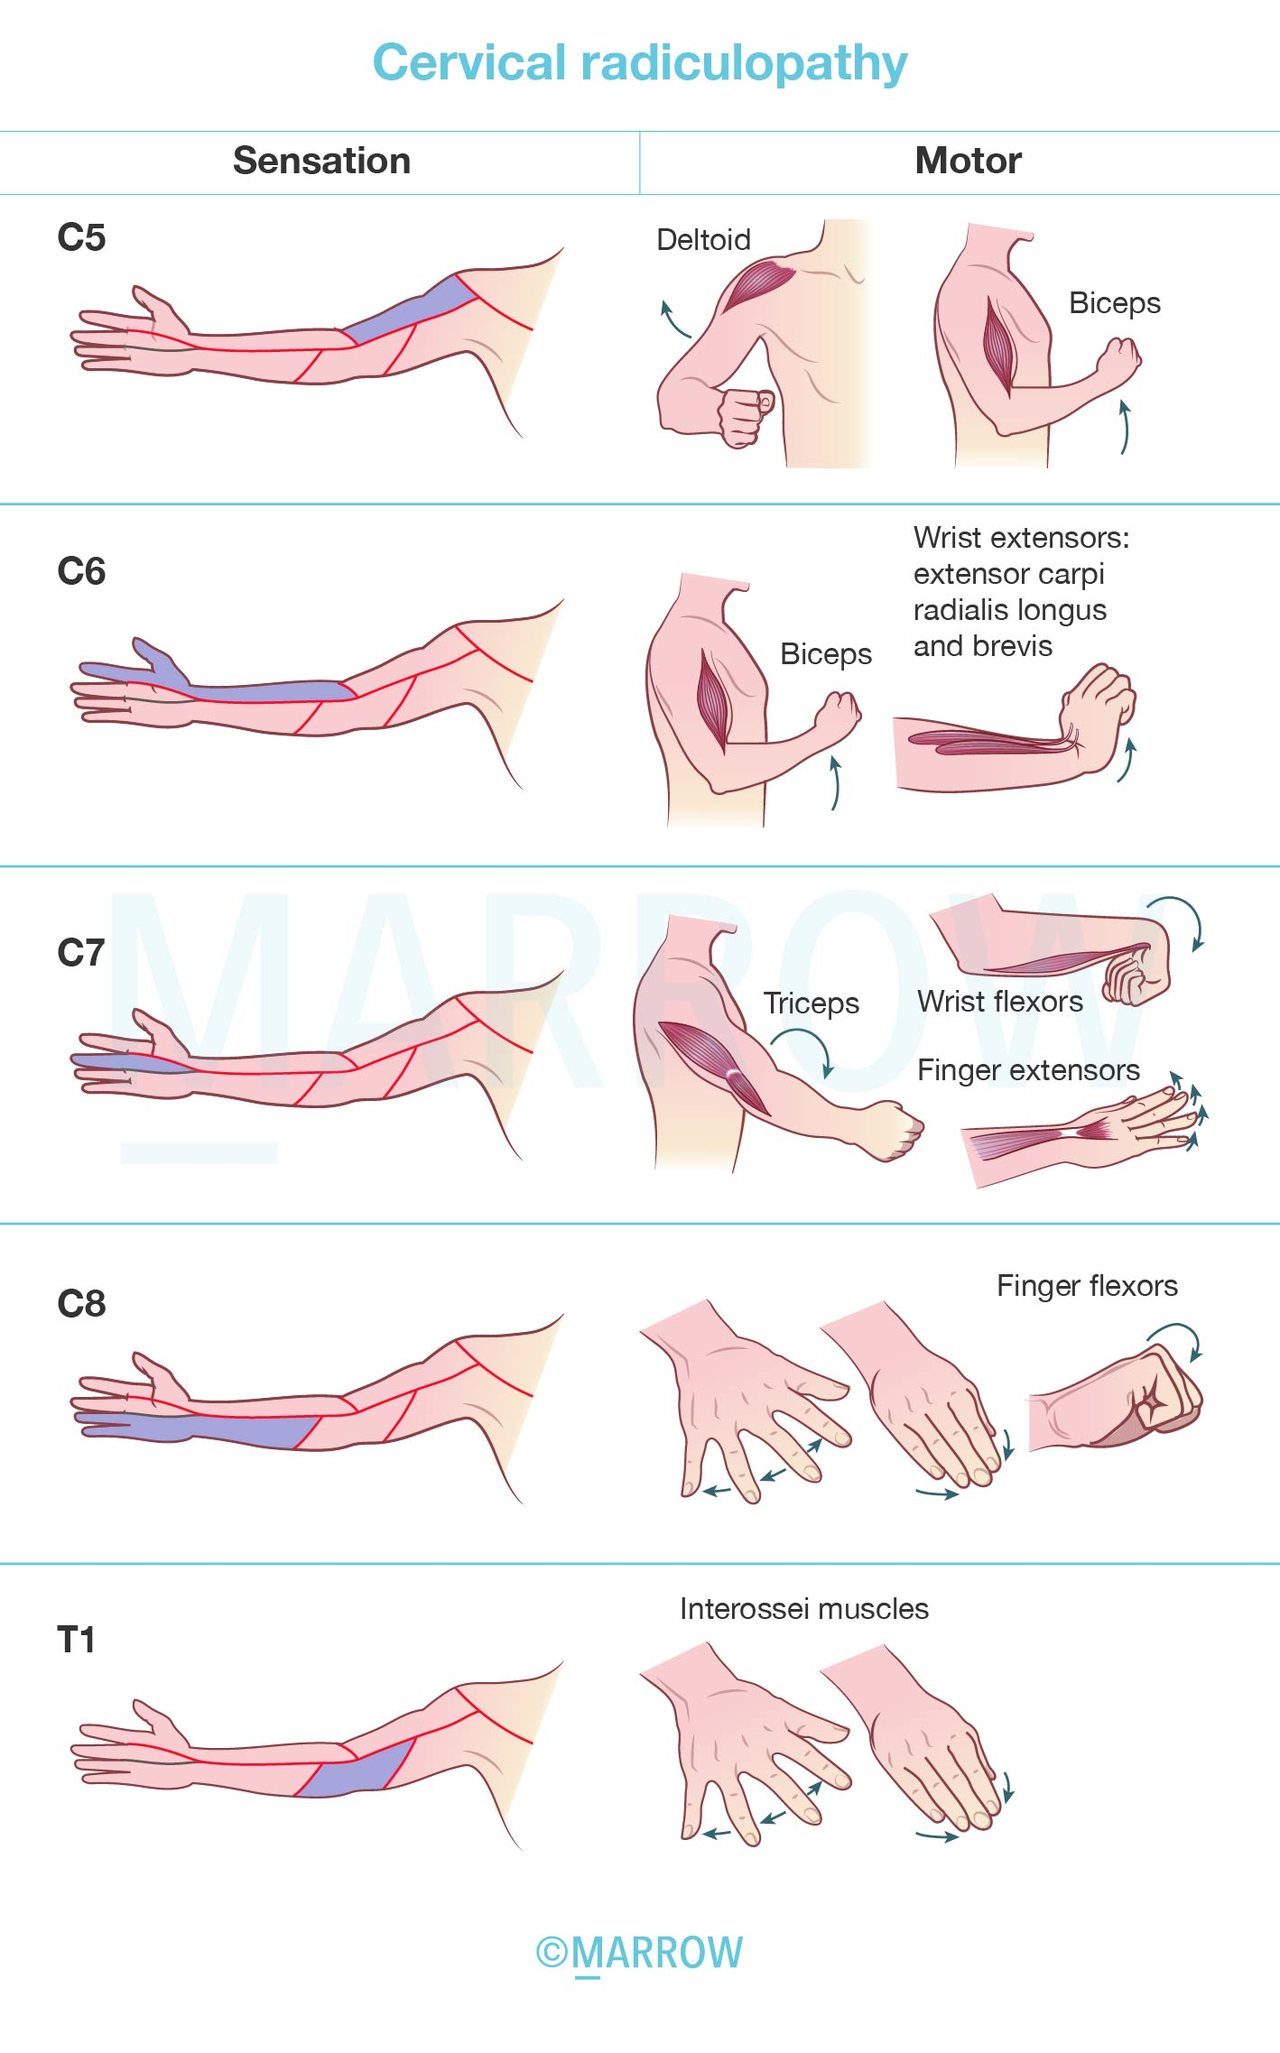 Cervical radiculopathy
Sensation
Motor
C5
Deltoid
Biceps
C6
Biceps
Wrist extensors:
extensor carpi
radialis longus
and brevis
C7
Triceps
Wrist flexors
Finger extensors
MARROW
C8
Finger flexors
T1
Interossei muscles
©MARROW